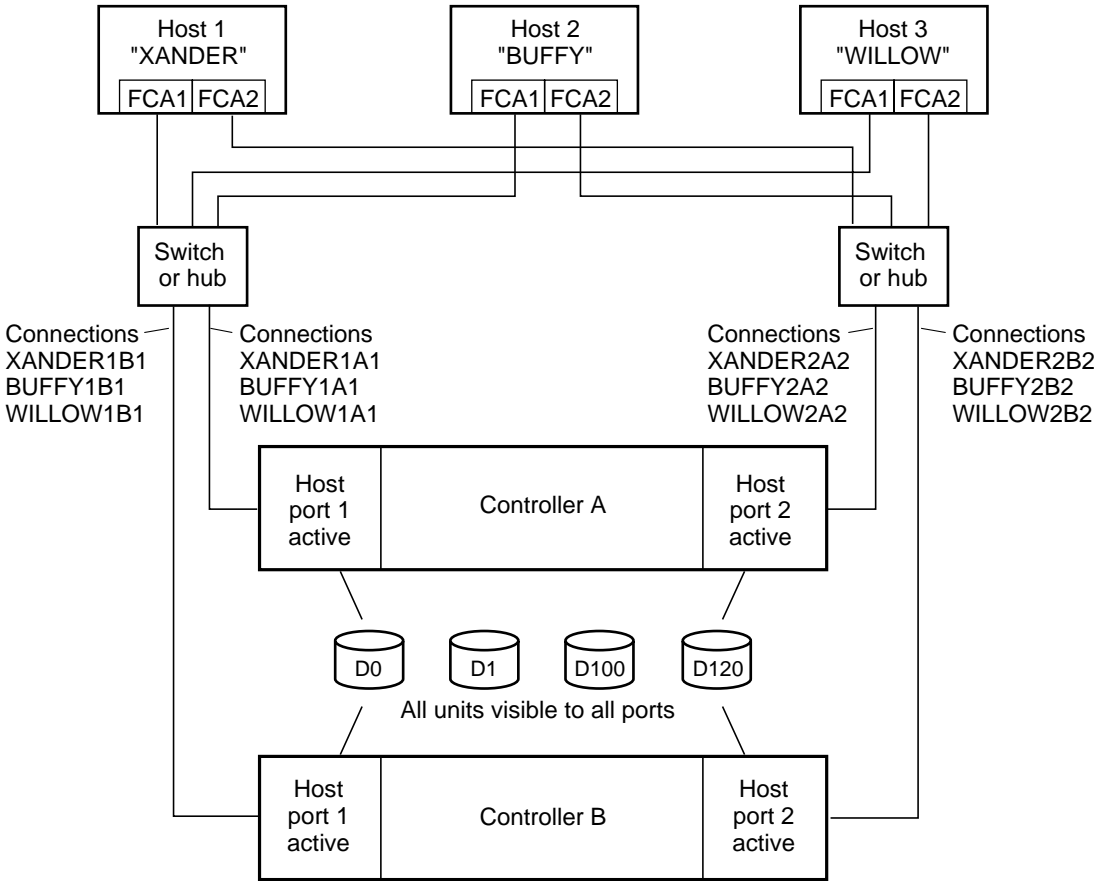 Host 1
"XANDER"
FCA1 FCA2
Host 2
"BUFFY"
FCA1 FCA2
Host 3
"WILLOW"
FCA1 FCA2
Switch
or hub
Switch
or hub
Connections
XANDER1B1
BUFFY1B1
WILLOW1B1
Connections
XANDER1A1
BUFFY1A1
WILLOW1A1
Connections
XANDER2A2
BUFFY2A2
WILLOW2A2
Connections
XANDER2B2
BUFFY2B2
WILLOW2B2
Host
port 1
active
Controller A
Host
port 2
active
D0
D1
D100
D120
All units visible to all ports
Host
port 1
active
Controller B
Host
port 2
active